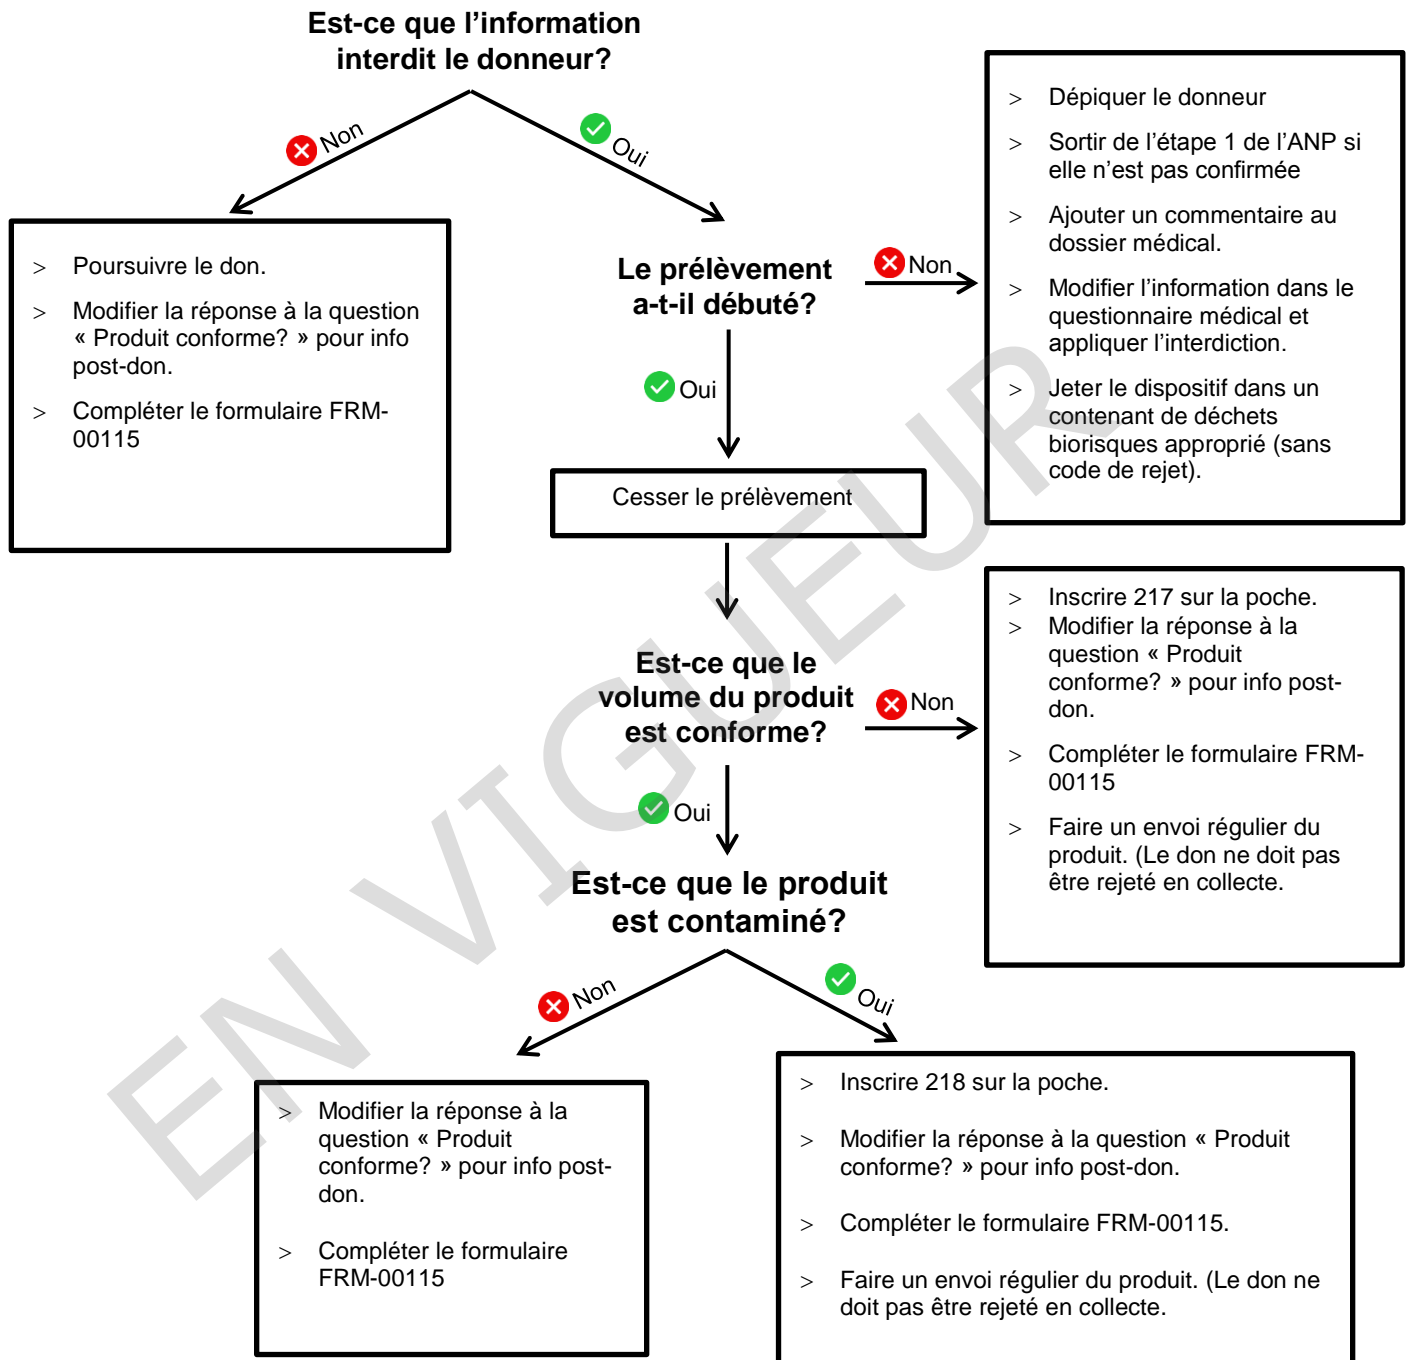 Est-ce que l’information
interdit le donneur?
Non
Oui
> Dépiquer le donneur
> Sortir de l’étape 1 de l’ANP si
elle n’est pas confirmée
> Ajouter un commentaire au
dossier médical.
> Modifier l’information dans le
questionnaire médical et
appliquer l’interdiction.
> Jeter le dispositif dans un
contenant de déchets
biorisques approprié (sans
code de rejet).
> Poursuivre le don.
> Modifier la réponse à la question
« Produit conforme? » pour info
post-don.
> Compléter le formulaire FRM-
00115
Le prélèvement
a-t-il débuté?
Non
Oui
Cesser le prélèvement
Est-ce que le
volume du produit
est conforme?
Non
> Inscrire 217 sur la poche.
> Modifier la réponse à la
question « Produit
conforme? » pour info post-
don.
> Compléter le formulaire FRM-
00115
> Faire un envoi régulier du
produit. (Le don ne doit pas
être rejeté en collecte.
Oui
Est-ce que le produit
est contaminé?
Non
Oui
> Modifier la réponse à la
question « Produit
conforme? » pour info post-
don.
> Compléter le formulaire
FRM-00115
> Inscrire 218 sur la poche.
> Modifier la réponse à la question « Produit
conforme? » pour info post-don.
> Compléter le formulaire FRM-00115.
> Faire un envoi régulier du produit. (Le don ne
doit pas être rejeté en collecte.
EN VIGUEUR